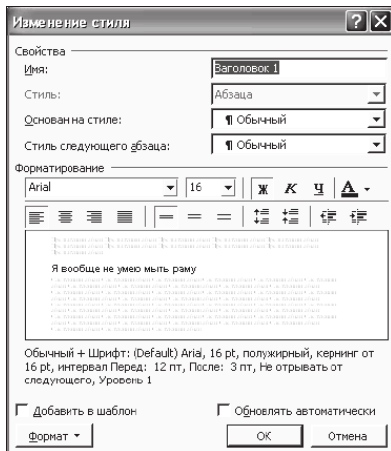 Изменение стиля
Свойства
Имя: Заголовок 1
Стиль: Абзаца
Основан на стиле: ¶ Обычный
Стиль следующего абзаца: ¶ Обычный
Форматирование
Arial 16 Ж К Ч А
Я вообще не умею мыть раму
Обычный + Шрифт: (Default) Arial, 16 pt, полужирный, кернинг от
16 pt, интервал Перед: 12 пт, После: 3 пт, Не отрывать от
следующего, Уровень 1
Добавить в шаблон Обновлять автоматически
Формат ОК Отмена